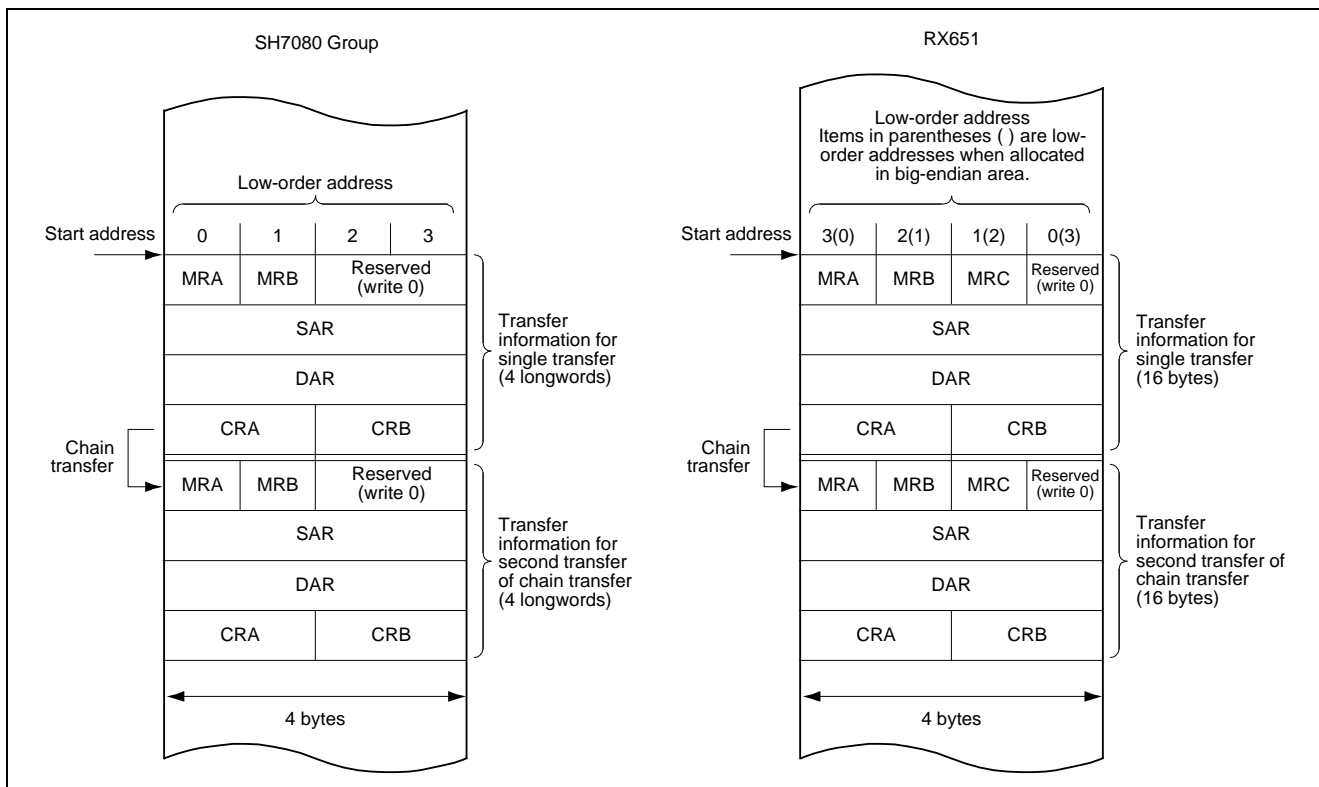 SH7080 Group
Low-order address
Start address
0 1 2 3
MRA MRB Reserved
(write 0)
SAR
DAR
CRA CRB
Chain
transfer
MRA MRB Reserved
(write 0)
SAR
DAR
CRA CRB
4 bytes
Transfer
information for
single transfer
(4 longwords)
Transfer
information for
second transfer
of chain transfer
(4 longwords)
RX651
Low-order address
Items in parentheses ( ) are low-
order addresses when allocated
in big-endian area.
Start address
3(0) 2(1) 1(2) 0(3)
MRA MRB MRC Reserved
(write 0)
SAR
DAR
CRA CRB
Chain
transfer
MRA MRB MRC Reserved
(write 0)
SAR
DAR
CRA CRB
4 bytes
Transfer
information for
single transfer
(16 bytes)
Transfer
information for
second transfer of
chain transfer
(16 bytes)